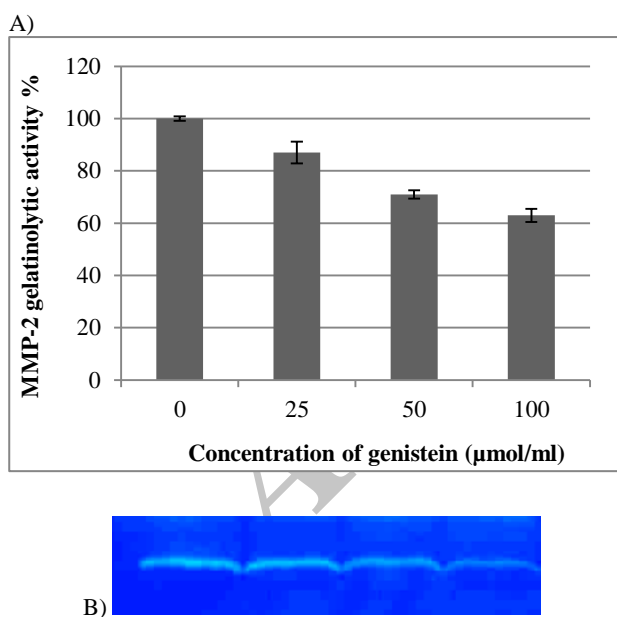 A)
MMP-2 gelatinolytic activity %
120
100
80
60
40
20
0
0 25 50 100
Concentration of genistein (µmol/ml)
B)